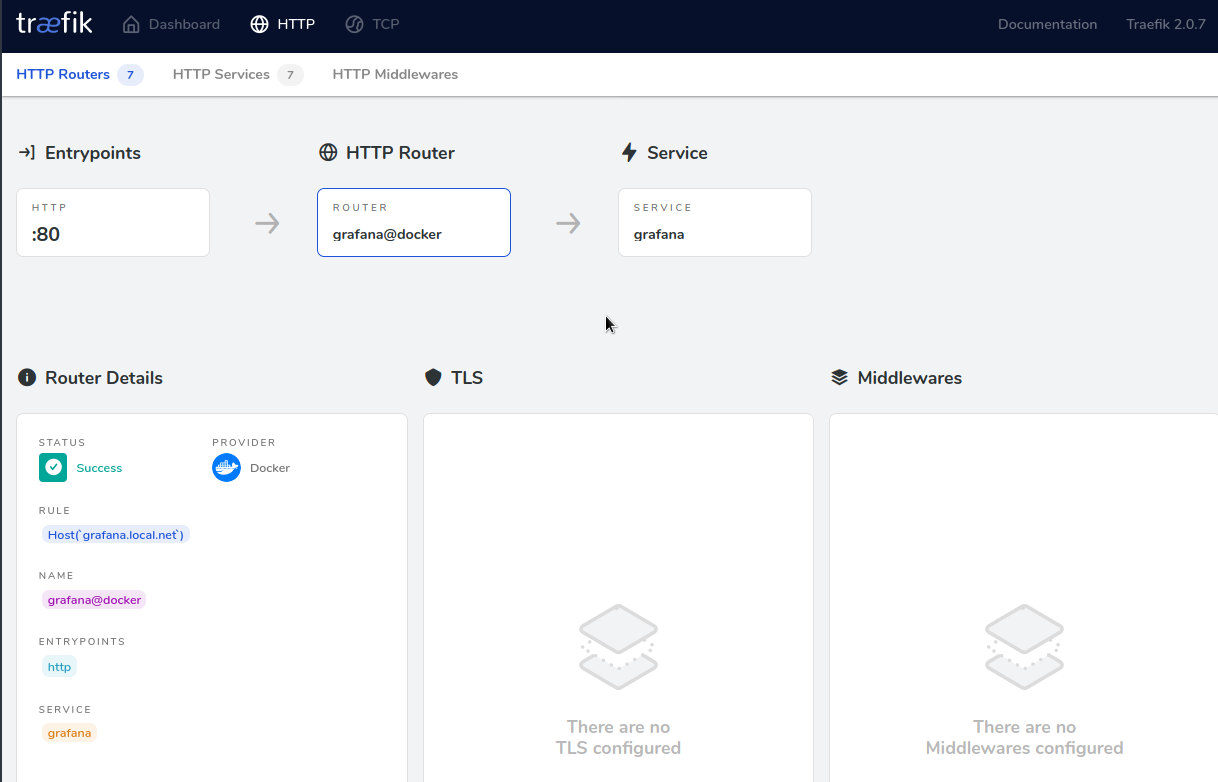 træfik Dashboard HTTP TCP Documentation Traefik 2.0.7
HTTP Routers 7 HTTP Services 7 HTTP Middlewares
Entrypoints HTTP Router Service
HTTP ROUTER SERVICE
:80 grafana@docker grafana
Router Details TLS Middlewares
STATUS PROVIDER
Success Docker
RULE
Host(`grafana.local.net`)
NAME
grafana@docker
ENTRYPOINTS
http
SERVICE
grafana
There are no
TLS configured
There are no
Middlewares configured